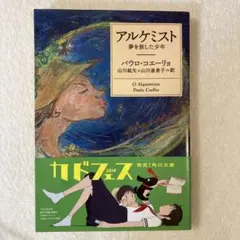 アルケミスト
夢を旅した少年
パウロ・コエーリョ
山川紘矢+山川亜希子=訳
O Alquimista
Paulo Coelho
カドフェス
発見!角川文庫